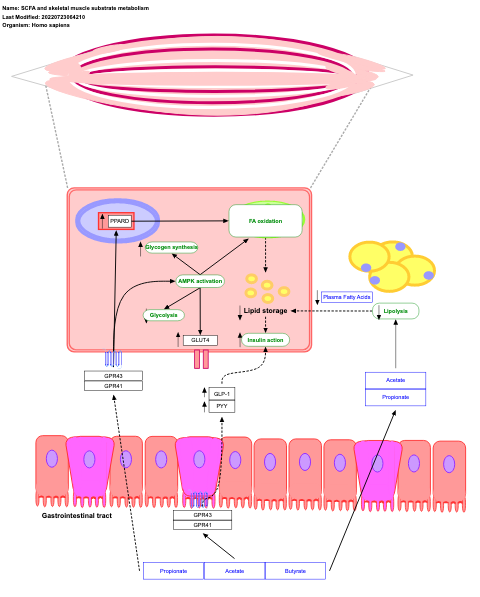 Name: SCFA and skeletal muscle substrate metabolism
Last Modified: 20220723064210
Organism: Homo sapiens
PPARD
FA oxidation
Glycogen synthesis
AMPK activation
Plasma Fatty Acids
Lipid storage
Lipolysis
Glycolysis
GLUT4
Insulin action
GPR43
GPR41
Acetate
Propionate
GLP-1
PYY
Gastrointestinal tract
GPR43
GPR41
Propionate
Acetate
Butyrate